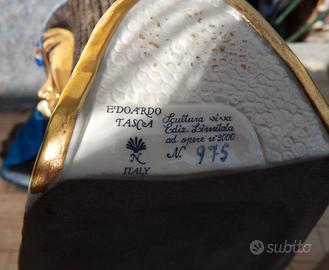 EDOARDO
TASCA
N
ITALY
Scultura viva
Ediz. Limitata
ad opere n° 2000
N. 975
subito